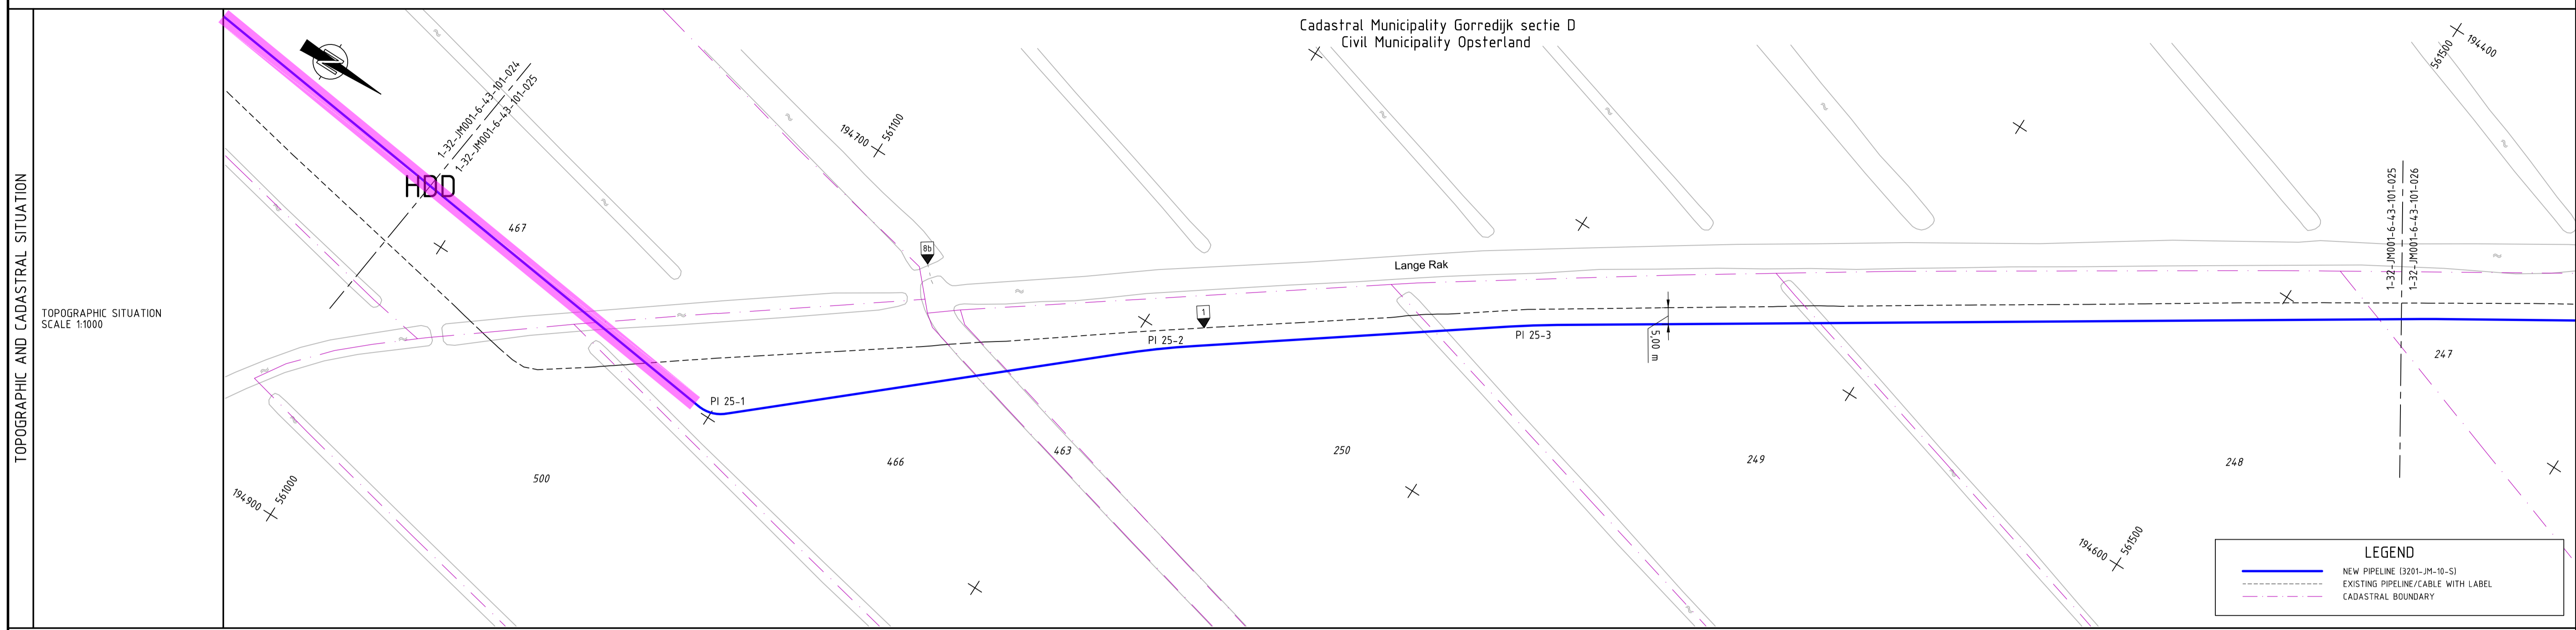 TOPOGRAPHIC AND CADASTRAL SITUATION
TOPOGRAPHIC SITUATION
SCALE 1:1000
Cadastral Municipality Gorredijk sectie D
Civil Municipality Opsterland
N
1-32-JM001-6-43-101-024
1-32-JM001-6-43-101-025
HDD
467
194700
561100
8b
Lange Rak
1
PI 25-1
PI 25-2
PI 25-3
5,00 m
561500
194400
1-32-JM001-6-43-101-025
1-32-JM001-6-43-101-026
247
194900
561000
500
466
463
250
249
248
194600
561500
LEGEND
NEW PIPELINE (3201-JM-10-S)
EXISTING PIPELINE/CABLE WITH LABEL
CADASTRAL BOUNDARY